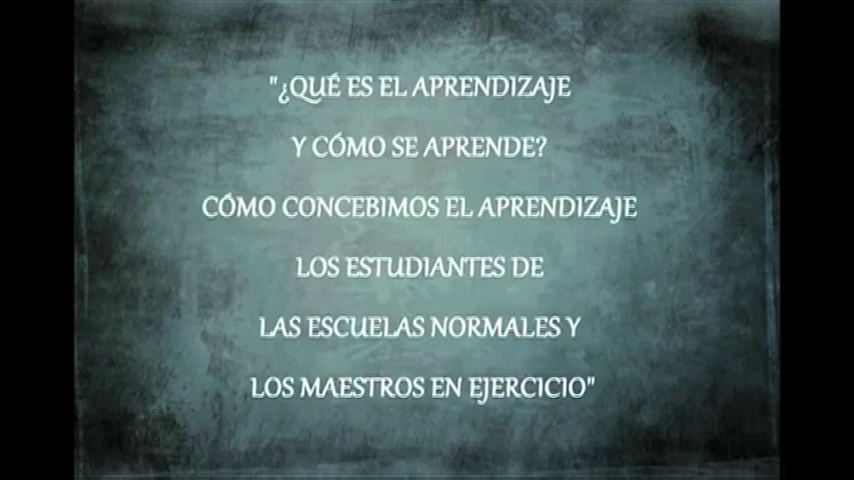 "¿QUÉ ES EL APRENDIZAJE
Y CÓMO SE APRENDE?
CÓMO CONCEBIMOS EL APRENDIZAJE
LOS ESTUDIANTES DE
LAS ESCUELAS NORMALES Y
LOS MAESTROS EN EJERCICIO"